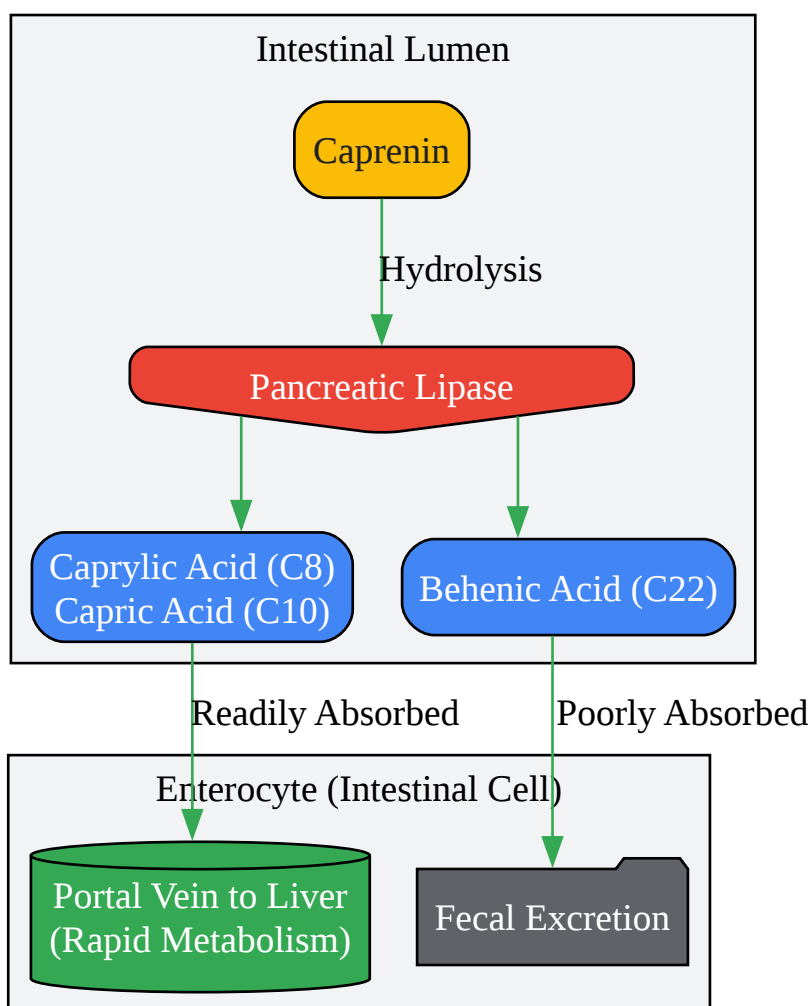 Intestinal Lumen
Caprenin
Hydrolysis
Pancreatic Lipase
Caprylic Acid (C8)
Capric Acid (C10)
Behenic Acid (C22)
Readily Absorbed
Poorly Absorbed
Enterocyte (Intestinal Cell)
Portal Vein to Liver
(Rapid Metabolism)
Fecal Excretion